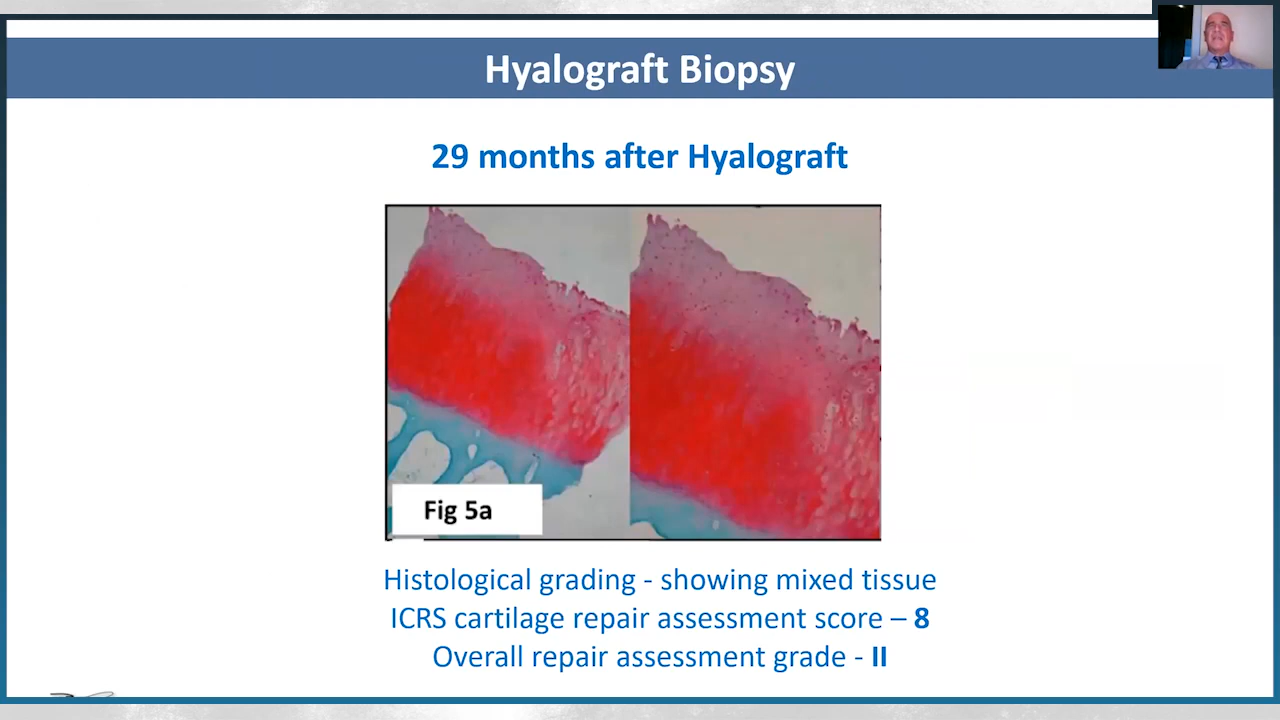 Hyalograft Biopsy
29 months after Hyalograft
Fig 5a
Histological grading - showing mixed tissue
ICRS cartilage repair assessment score – 8
Overall repair assessment grade - II